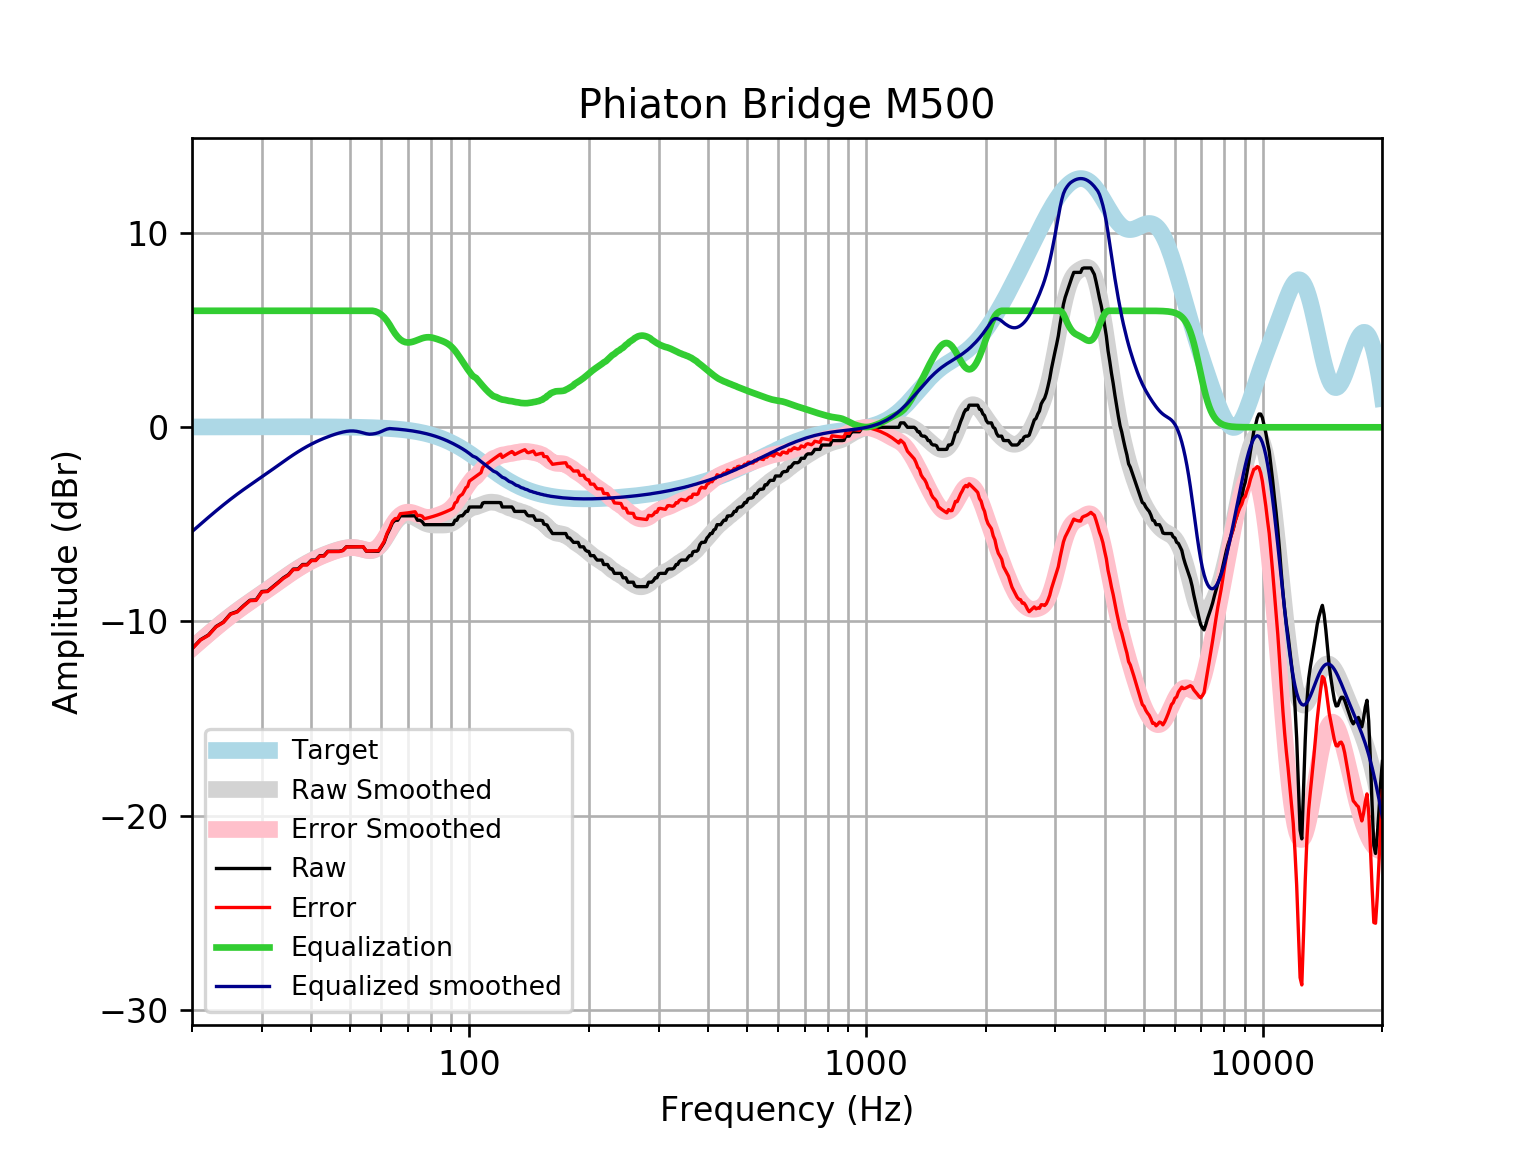 Phiaton Bridge M500
Amplitude (dBr)
10
0
−10
−20
−30
Target
Raw Smoothed
Error Smoothed
Raw
Error
Equalization
Equalized smoothed
100 1000 10000
Frequency (Hz)